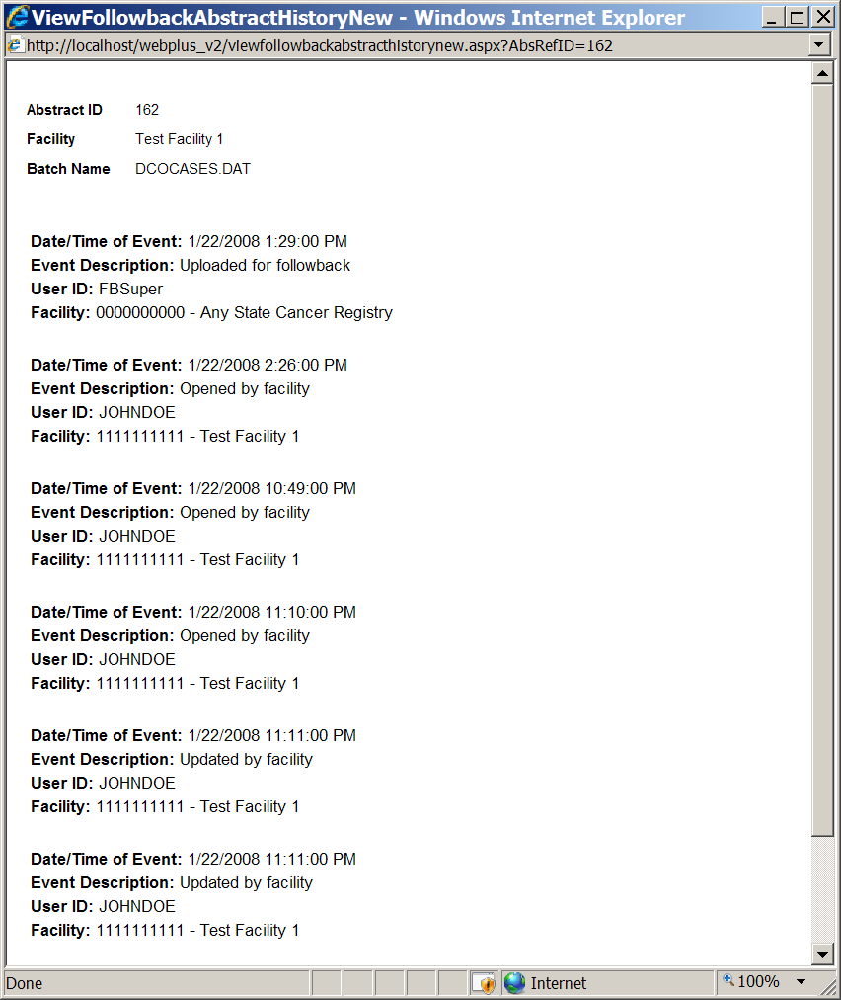 ViewFollowbackAbstractHistoryNew - Windows Internet Explorer
http://localhost/webplus_v2/viewfollowbackabstracthistorynew.aspx?AbsRefID=162
Abstract ID 162
Facility Test Facility 1
Batch Name DCOCASES.DAT
Date/Time of Event: 1/22/2008 1:29:00 PM
Event Description: Uploaded for followback
User ID: FBSuper
Facility: 0000000000 - Any State Cancer Registry
Date/Time of Event: 1/22/2008 2:26:00 PM
Event Description: Opened by facility
User ID: JOHNDOE
Facility: 1111111111 - Test Facility 1
Date/Time of Event: 1/22/2008 10:49:00 PM
Event Description: Opened by facility
User ID: JOHNDOE
Facility: 1111111111 - Test Facility 1
Date/Time of Event: 1/22/2008 11:10:00 PM
Event Description: Opened by facility
User ID: JOHNDOE
Facility: 1111111111 - Test Facility 1
Date/Time of Event: 1/22/2008 11:11:00 PM
Event Description: Updated by facility
User ID: JOHNDOE
Facility: 1111111111 - Test Facility 1
Date/Time of Event: 1/22/2008 11:11:00 PM
Event Description: Updated by facility
User ID: JOHNDOE
Facility: 1111111111 - Test Facility 1
Done Internet 100%